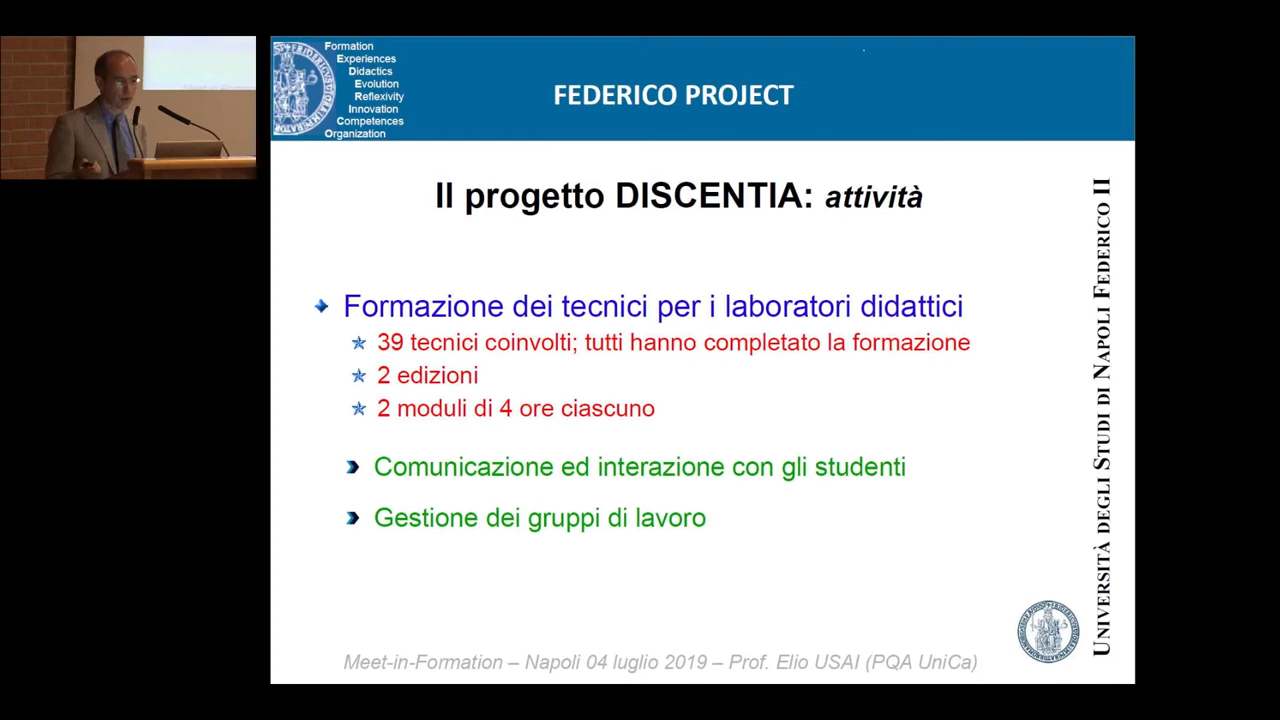 Formation
Experiences
Didactics
Evolution
Reflexivity
Innovation
Competences
Organization
FEDERICO PROJECT
Il progetto DISCENTIA: attività
Formazione dei tecnici per i laboratori didattici
39 tecnici coinvolti; tutti hanno completato la formazione
2 edizioni
2 moduli di 4 ore ciascuno
Comunicazione ed interazione con gli studenti
Gestione dei gruppi di lavoro
UNIVERSITÀ DEGLI STUDI DI NAPOLI FEDERICO II
Meet-in-Formation – Napoli 04 luglio 2019 – Prof. Elio USAI (PQA UniCa)